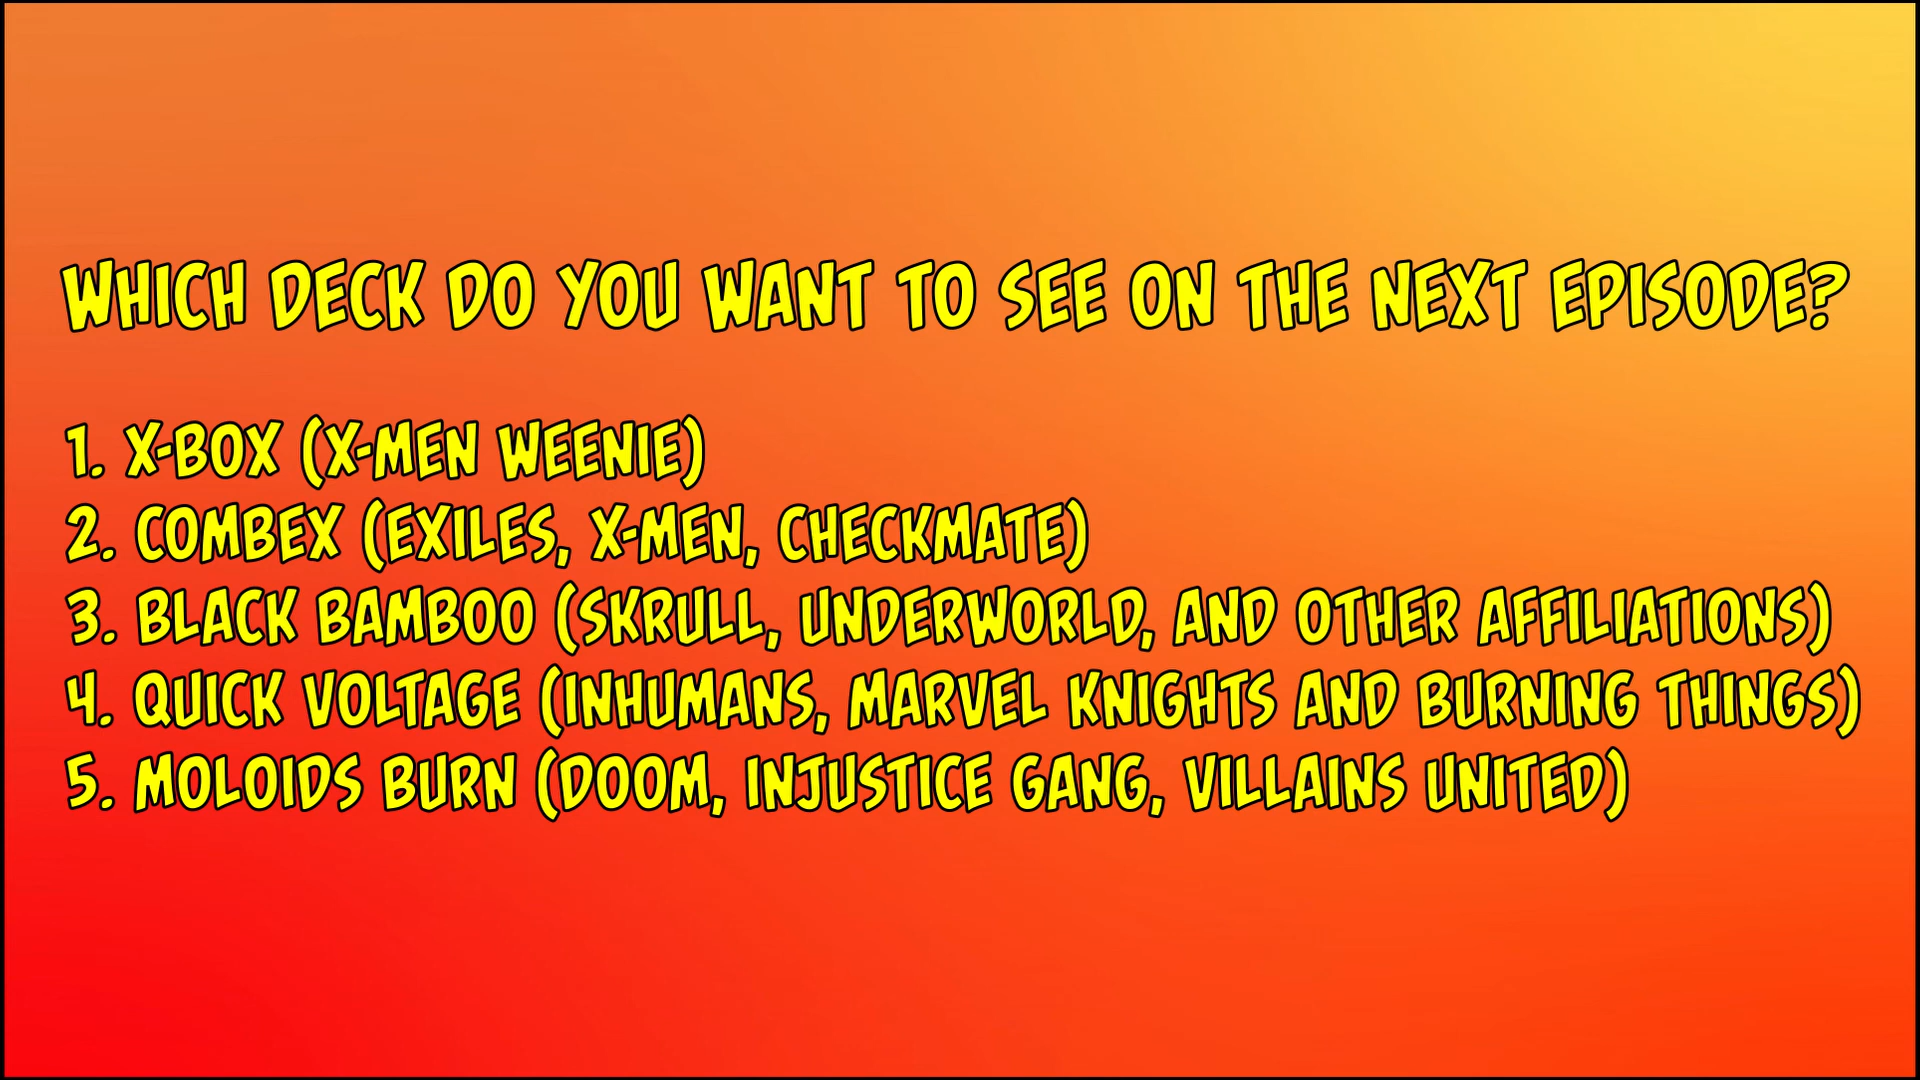 WHICH DECK DO YOU WANT TO SEE ON THE NEXT EPISODE?
1. X-BOX (X-MEN WEENIE)
2. COMBEX (EXILES, X-MEN, CHECKMATE)
3. BLACK BAMBOO (SKRULL, UNDERWORLD, AND OTHER AFFILIATIONS)
4. QUICK VOLTAGE (INHUMANS, MARVEL KNIGHTS AND BURNING THINGS)
5. MOLOIDS BURN (DOOM, INJUSTICE GANG, VILLAINS UNITED)